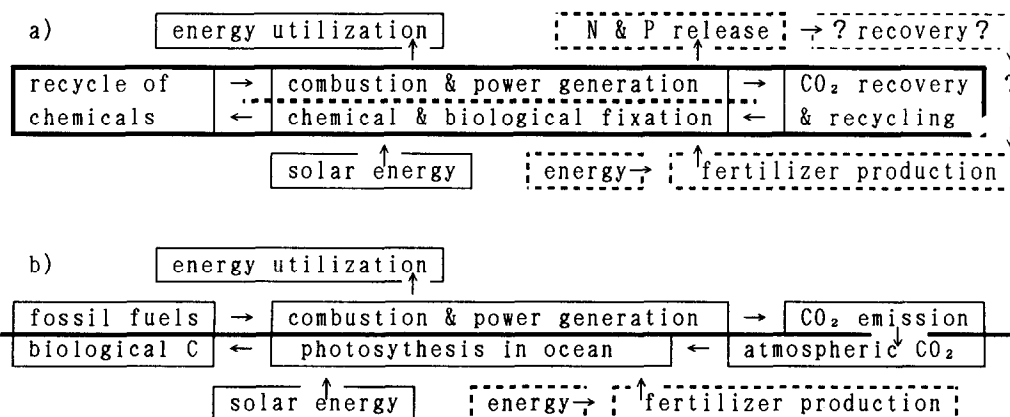 a)
energy utilization
N & P release → ? recovery ?
recycle of → combustion & power generation → CO₂ recovery ?
chemicals ← chemical & biological fixation ← & recycling
solar energy energy→ fertilizer production
b)
energy utilization
fossil fuels → combustion & power generation → CO₂ emission
biological C ← photosythesis in ocean ← atmospheric CO₂
solar energy energy→ fertilizer production